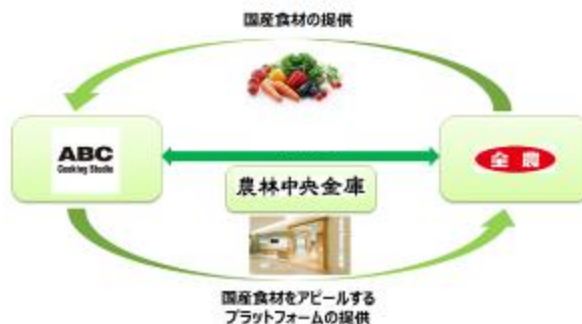 国産食材の提供
ABC
Cooking Studio
全農
農林中央金庫
国産食材をアピールする
プラットフォームの提供